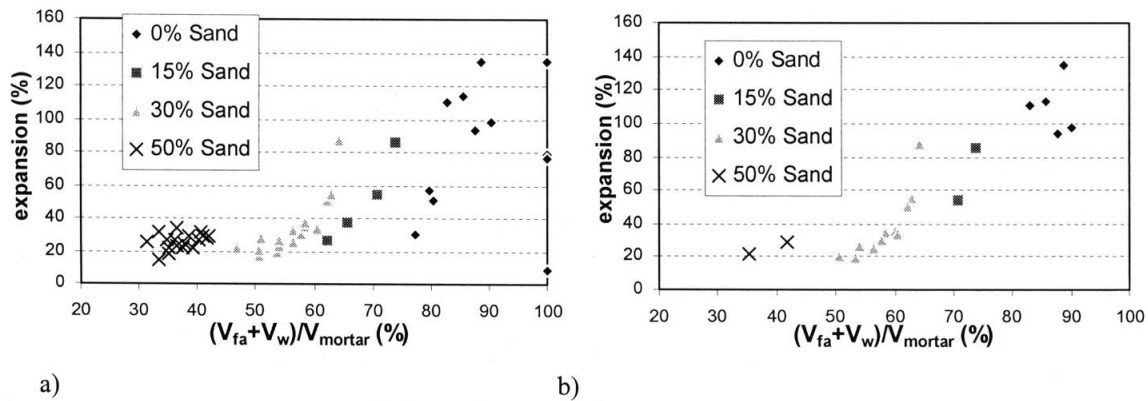 160
140
120
100
80
60
40
20
0
expansion (%)
0% Sand
15% Sand
30% Sand
50% Sand
20 30 40 50 60 70 80 90 100
(Vfa+Vw)/Vmortar (%)
a)
160
140
120
100
80
60
40
20
0
expansion (%)
0% Sand
15% Sand
30% Sand
50% Sand
20 30 40 50 60 70 80 90 100
(Vfa+Vw)/Vmortar (%)
b)